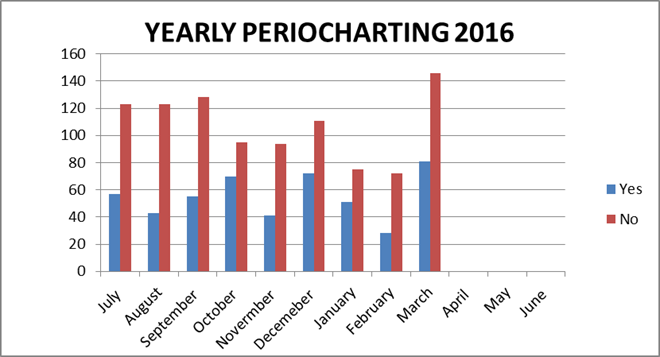 YEARLY PERIOCHARTING 2016
160
140
120
100
80
60
40
20
0
July
August
September
October
Novermber
Decemeber
January
February
March
April
May
June
Yes
No